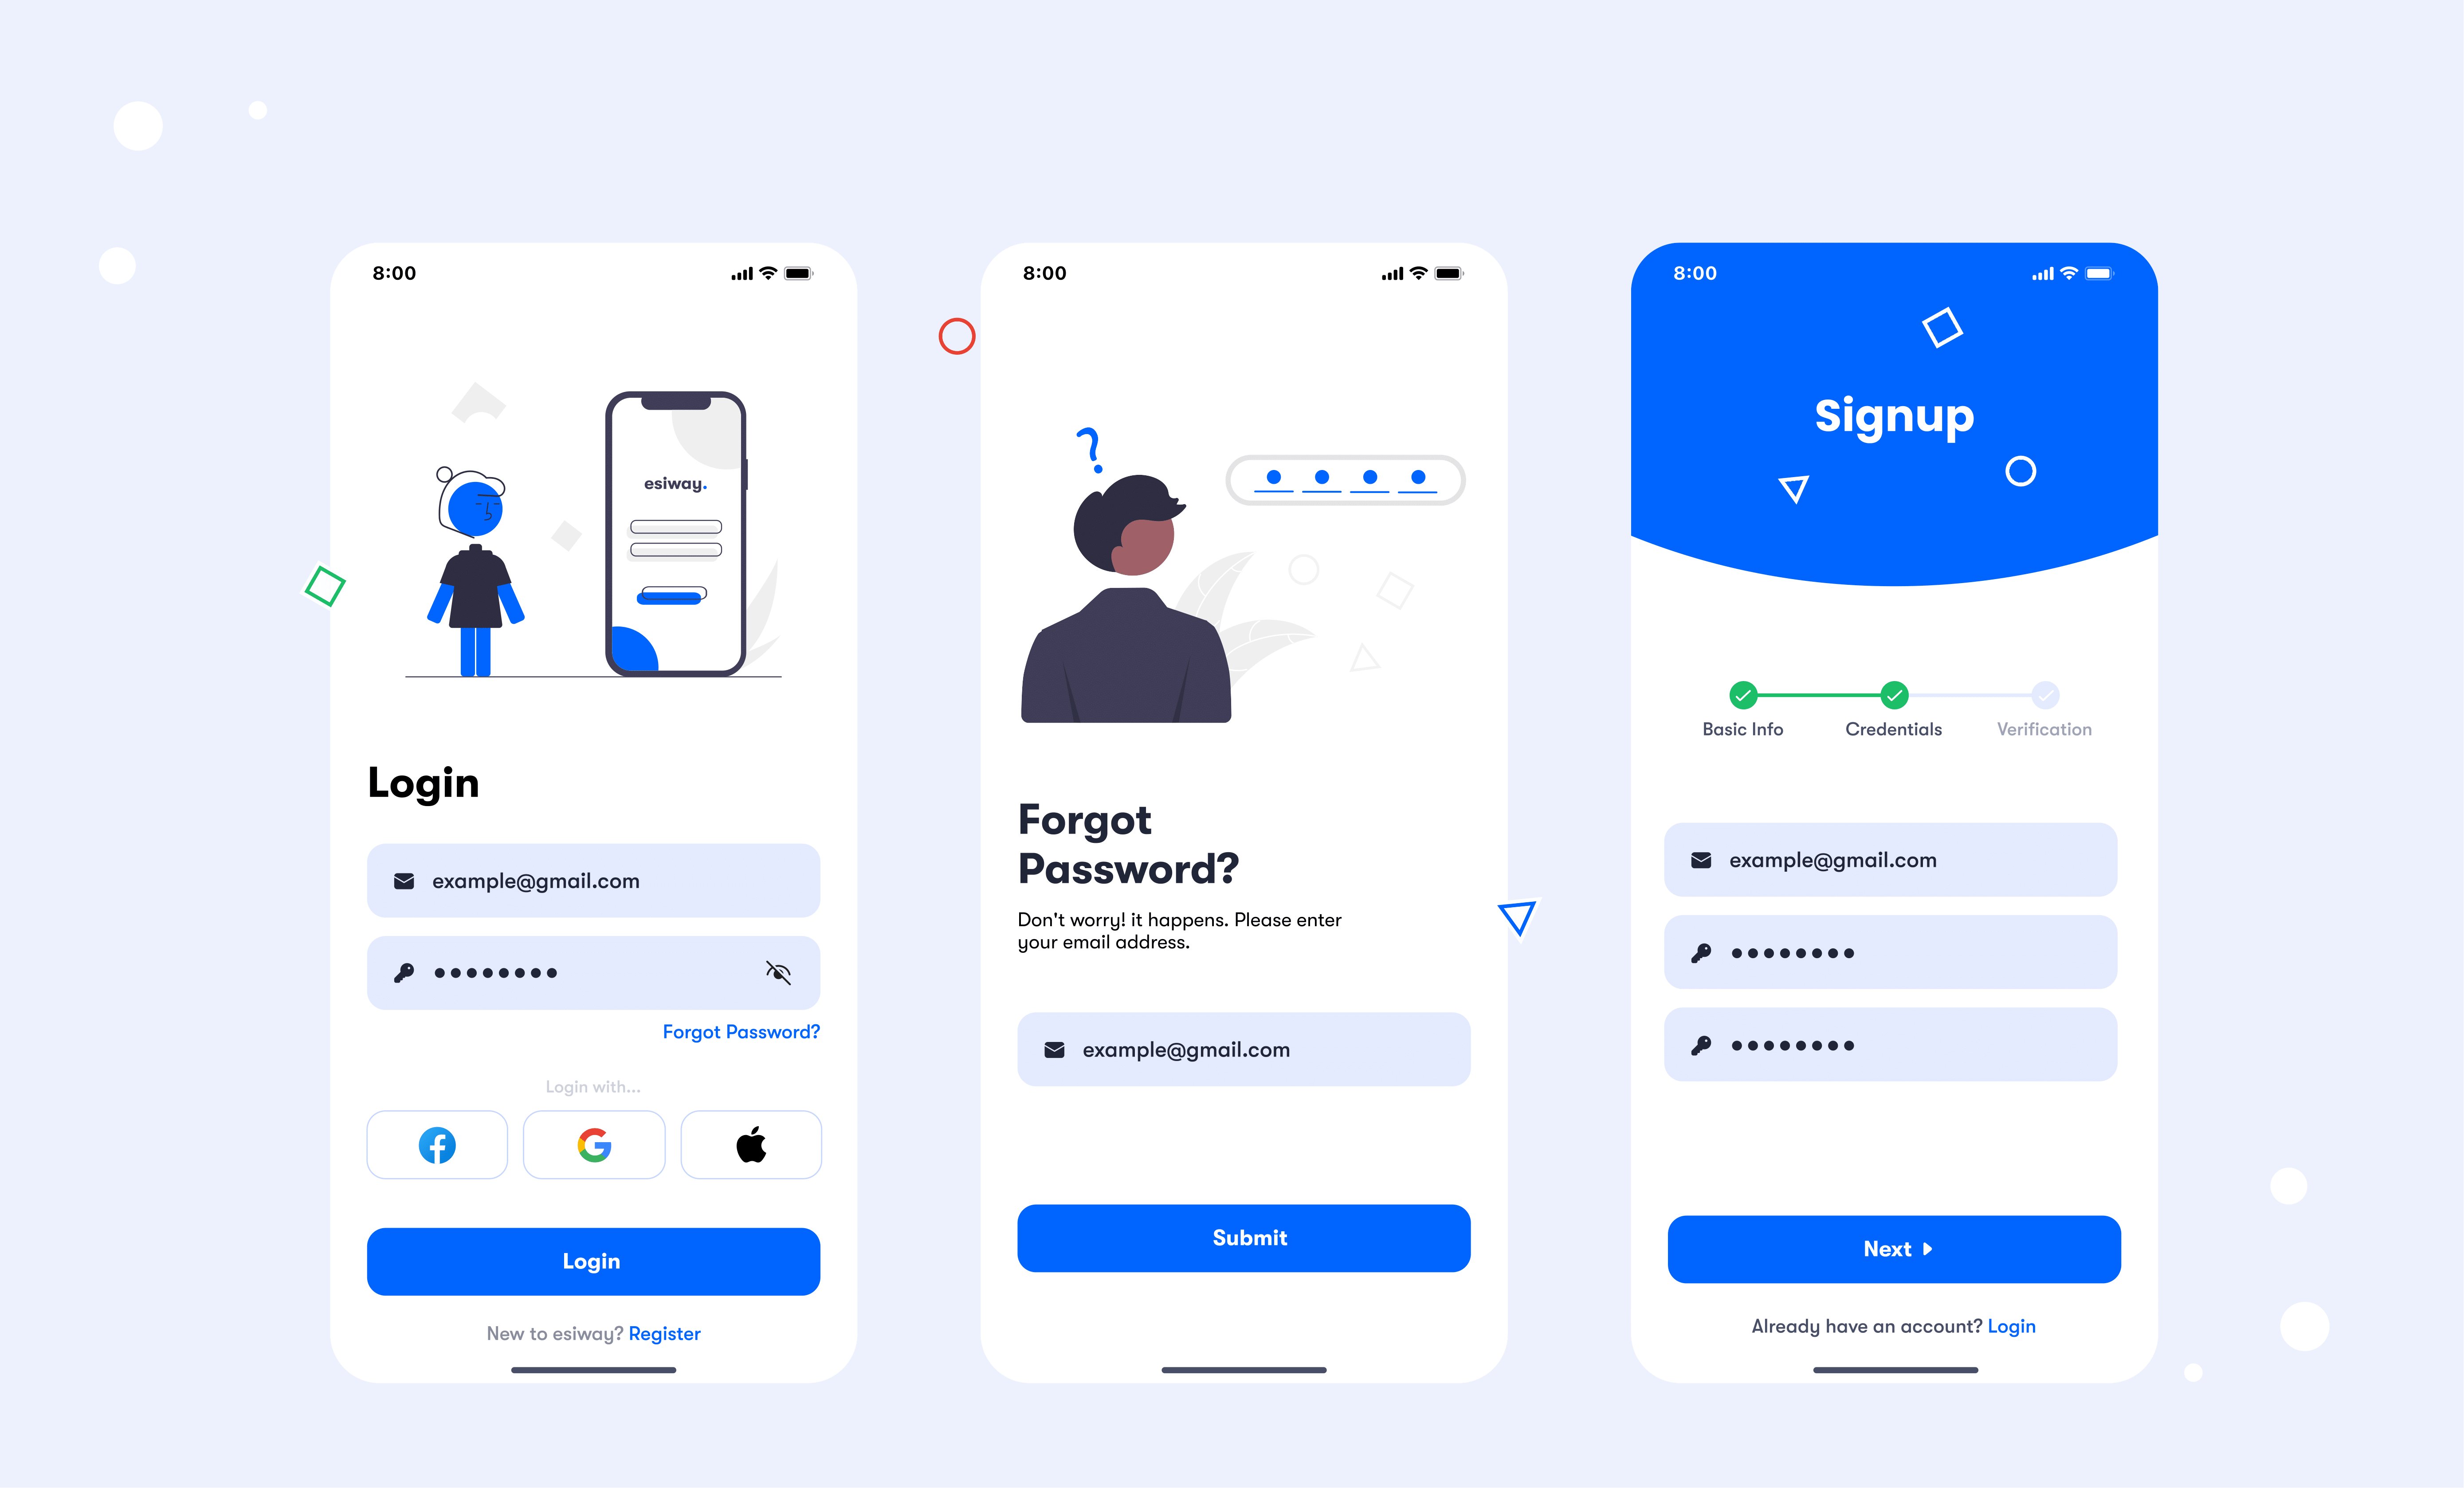 8:00
esiway.
Login
example@gmail.com
••••••••
Forgot Password?
Login with...
Login
New to esiway? Register
8:00
?
Forgot
Password?
Don't worry! it happens. Please enter
your email address.
example@gmail.com
Submit
8:00
Signup
Basic Info Credentials Verification
example@gmail.com
••••••••
••••••••
Next
Already have an account? Login